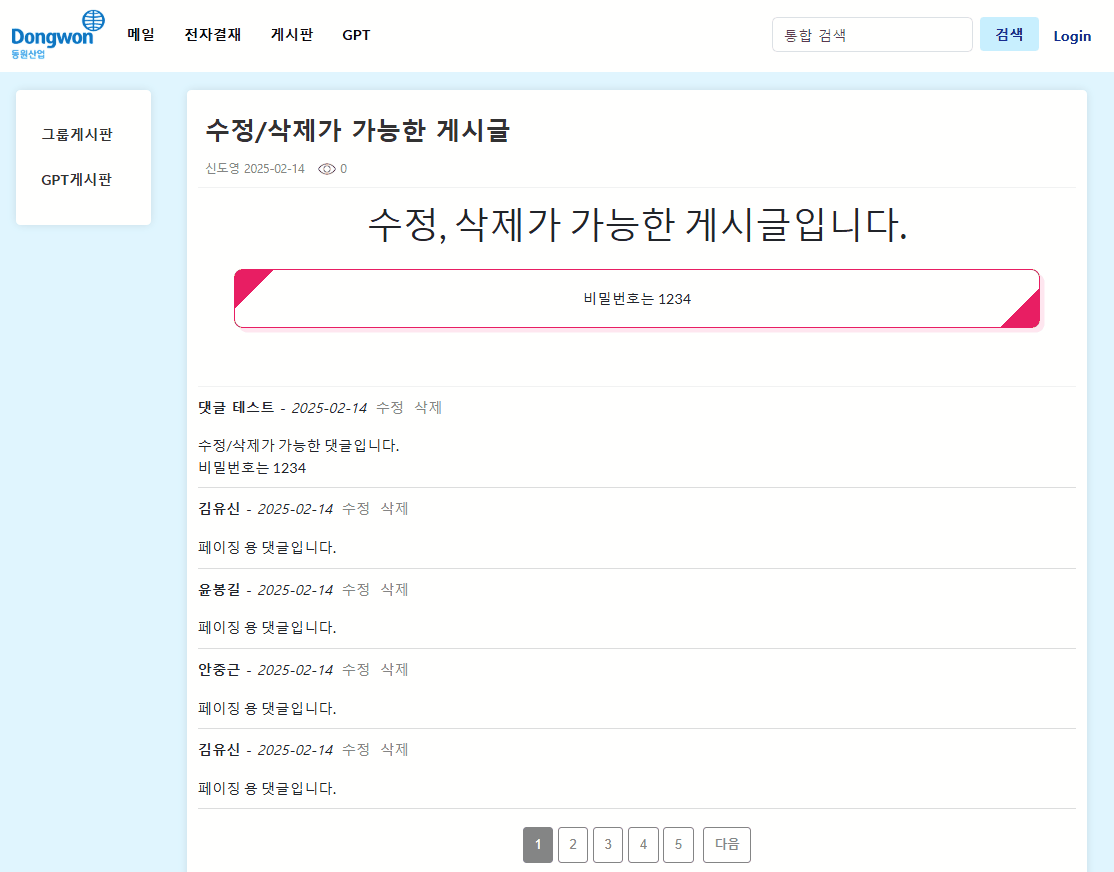 Dongwon
동원산업
메일 전자결재 게시판 GPT
통합 검색 검색 Login
그룹게시판
GPT게시판
수정/삭제가 가능한 게시글
신도영 2025-02-14 0
수정, 삭제가 가능한 게시글입니다.
비밀번호는 1234
댓글 테스트 - 2025-02-14 수정 삭제
수정/삭제가 가능한 댓글입니다.
비밀번호는 1234
김유신 - 2025-02-14 수정 삭제
페이징 용 댓글입니다.
윤봉길 - 2025-02-14 수정 삭제
페이징 용 댓글입니다.
안중근 - 2025-02-14 수정 삭제
페이징 용 댓글입니다.
김유신 - 2025-02-14 수정 삭제
페이징 용 댓글입니다.
1 2 3 4 5 다음